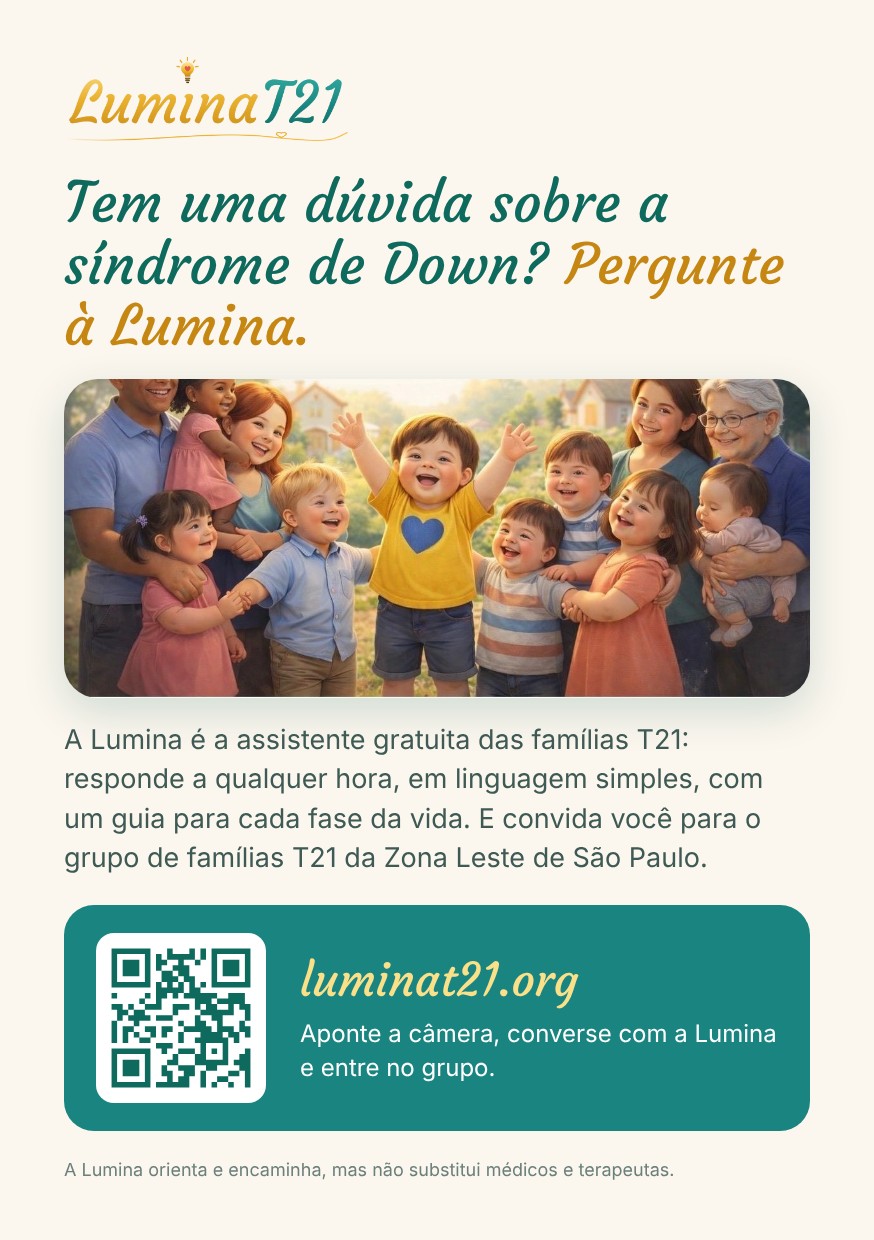 LuminaT21
Tem uma dúvida sobre a
síndrome de Down? Pergunte
à Lumina.
A Lumina é a assistente gratuita das famílias T21:
responde a qualquer hora, em linguagem simples, com
um guia para cada fase da vida. E convida você para o
grupo de famílias T21 da Zona Leste de São Paulo.
luminat21.org
Aponte a câmera, converse com a Lumina
e entre no grupo.
A Lumina orienta e encaminha, mas não substitui médicos e terapeutas.